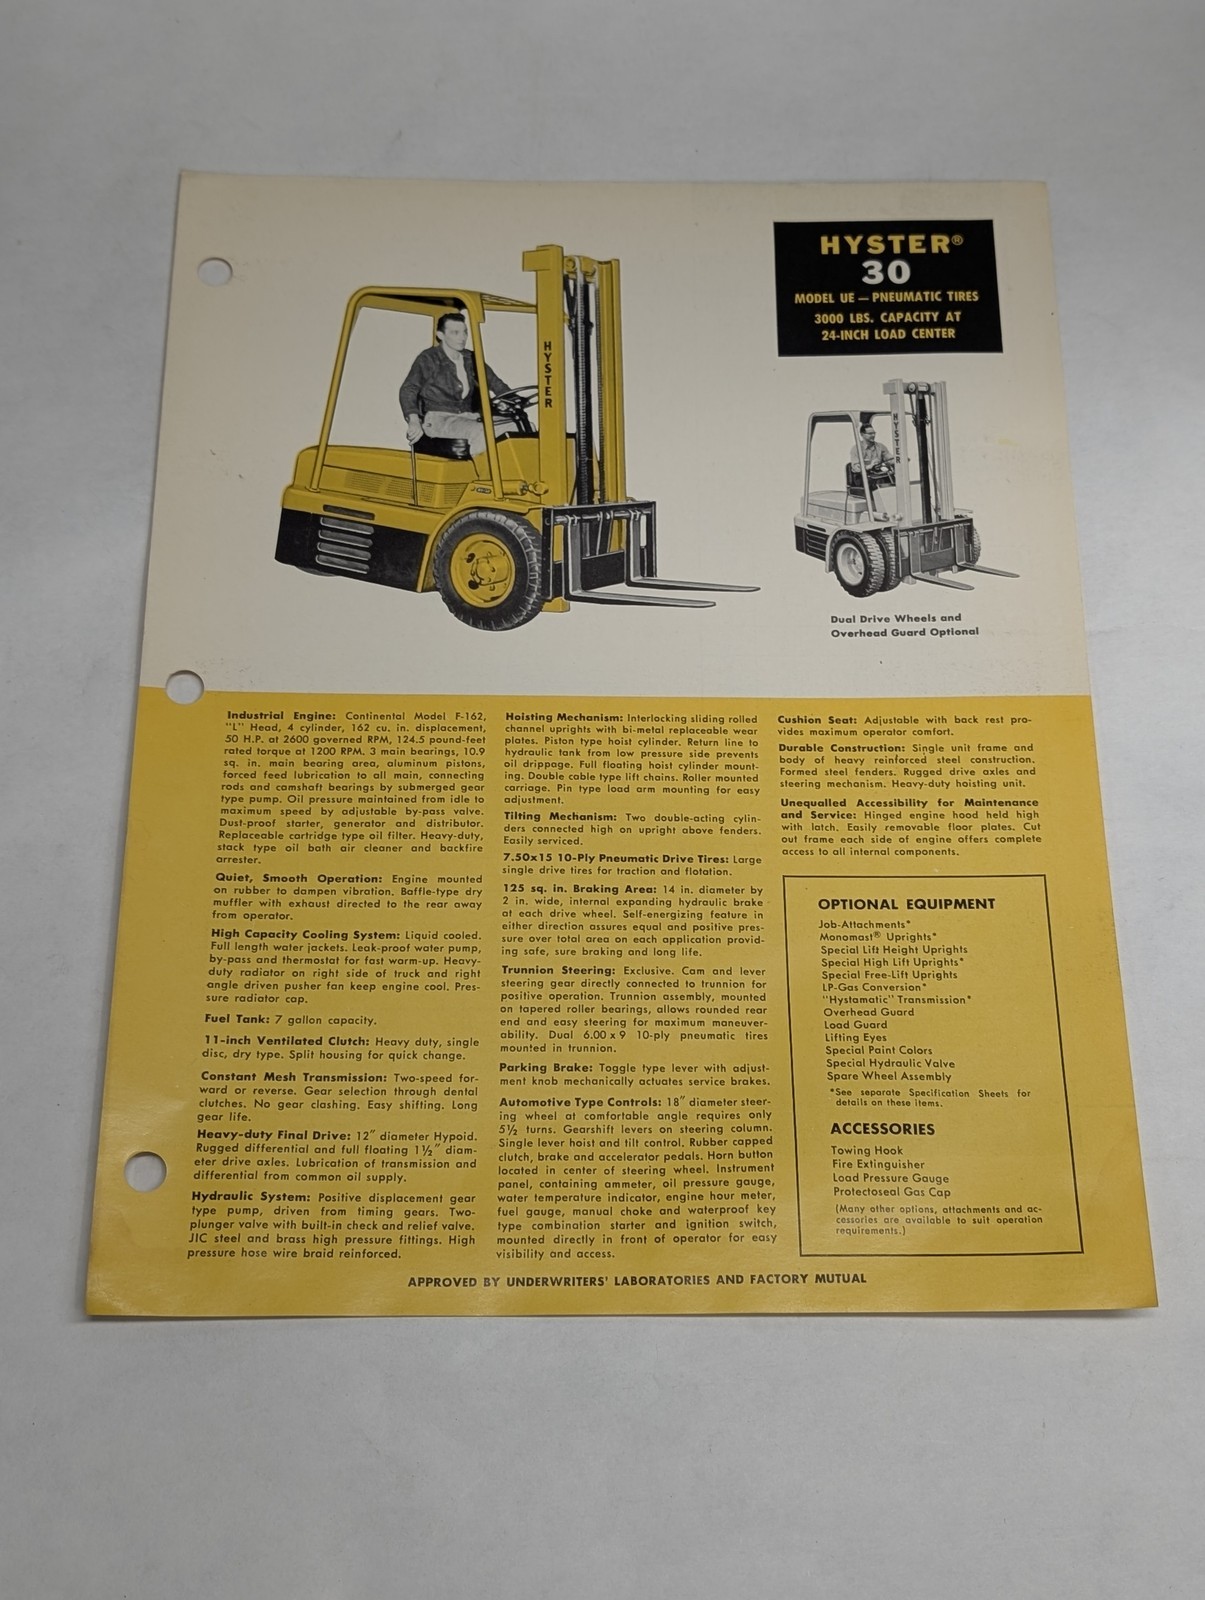 HYSTER®
30
MODEL UE — PNEUMATIC TIRES
3000 LBS. CAPACITY AT
24-INCH LOAD CENTER
HYSTER
HYSTER
Dual Drive Wheels and
Overhead Guard Optional
Industrial Engine: Continental Model F-162,
"L" Head, 4 cylinder, 162 cu. in. displacement,
50 H.P. at 2600 governed RPM, 124.5 pound-feet
rated torque at 1200 RPM. 3 main bearings, 10.9
sq. in. main bearing area, aluminum pistons,
forced feed lubrication to all main, connecting
rods and camshaft bearings by submerged gear
type pump. Oil pressure maintained from idle to
maximum speed by adjustable by-pass valve.
Dust-proof starter, generator and distributor.
Replaceable cartridge type oil filter. Heavy-duty,
stack type oil bath air cleaner and backfire
arrester.
Quiet, Smooth Operation: Engine mounted
on rubber to dampen vibration. Baffle-type dry
muffler with exhaust directed to the rear away
from operator.
High Capacity Cooling System: Liquid cooled.
Full length water jackets. Leak-proof water pump,
by-pass and thermostat for fast warm-up. Heavy-
duty radiator on right side of truck and right
angle driven pusher fan keep engine cool. Pres-
sure radiator cap.
Fuel Tank: 7 gallon capacity.
11-inch Ventilated Clutch: Heavy duty, single
disc, dry type. Split housing for quick change.
Constant Mesh Transmission: Two-speed for-
ward or reverse. Gear selection through dental
clutches. No gear clashing. Easy shifting. Long
gear life.
Heavy-duty Final Drive: 12" diameter Hypoid.
Rugged differential and full floating 1½" diam-
eter drive axles. Lubrication of transmission and
differential from common oil supply.
Hydraulic System: Positive displacement gear
type pump, driven from timing gears. Two-
plunger valve with built-in check and relief valve.
JIC steel and brass high pressure fittings. High
pressure hose wire braid reinforced.
Hoisting Mechanism: Interlocking sliding rolled
channel uprights with bi-metal replaceable wear
plates. Piston type hoist cylinder. Return line to
hydraulic tank from low pressure side prevents
oil drippage. Full floating hoist cylinder mount-
ing. Double cable type lift chains. Roller mounted
carriage. Pin type load arm mounting for easy
adjustment.
Tilting Mechanism: Two double-acting cylin-
ders connected high on upright above fenders.
Easily serviced.
7.50x15 10-Ply Pneumatic Drive Tires: Large
single drive tires for traction and flotation.
125 sq. in. Braking Area: 14 in. diameter by
2 in. wide, internal expanding hydraulic brake
at each drive wheel. Self-energizing feature in
either direction assures equal and positive pres-
sure over total area on each application provid-
ing safe, sure braking and long life.
Trunnion Steering: Exclusive. Cam and lever
steering gear directly connected to trunnion for
positive operation. Trunnion assembly, mounted
on tapered roller bearings, allows rounded rear
end and easy steering for maximum maneuver-
ability. Dual 6.00 x 9 10-ply pneumatic tires
mounted in trunnion.
Parking Brake: Toggle type lever with adjust-
ment knob mechanically actuates service brakes.
Automotive Type Controls: 18" diameter steer-
ing wheel at comfortable angle requires only
5½ turns. Gearshift levers on steering column.
Single lever hoist and tilt control. Rubber capped
clutch, brake and accelerator pedals. Horn button
located in center of steering wheel. Instrument
panel, containing ammeter, oil pressure gauge,
water temperature indicator, engine hour meter,
fuel gauge, manual choke and waterproof key
type combination starter and ignition switch,
mounted directly in front of operator for easy
visibility and access.
Cushion Seat: Adjustable with back rest pro-
vides maximum operator comfort.
Durable Construction: Single unit frame and
body of heavy reinforced steel construction.
Formed steel fenders. Rugged drive axles and
steering mechanism. Heavy-duty hoisting unit.
Unequalled Accessibility for Maintenance
and Service: Hinged engine hood held high
with latch. Easily removable floor plates. Cut
out frame each side of engine offers complete
access to all internal components.
OPTIONAL EQUIPMENT
Job-Attachments*
Monomast® Uprights*
Special Lift Height Uprights
Special High Lift Uprights*
Special Free-Lift Uprights
LP-Gas Conversion*
"Hystamatic" Transmission*
Overhead Guard
Load Guard
Lifting Eyes
Special Paint Colors
Special Hydraulic Valve
Spare Wheel Assembly
*See separate Specification Sheets for
details on these items.
ACCESSORIES
Towing Hook
Fire Extinguisher
Load Pressure Gauge
Protectoseal Gas Cap
(Many other options, attachments and ac-
cessories are available to suit operation
requirements.)
APPROVED BY UNDERWRITERS' LABORATORIES AND FACTORY MUTUAL